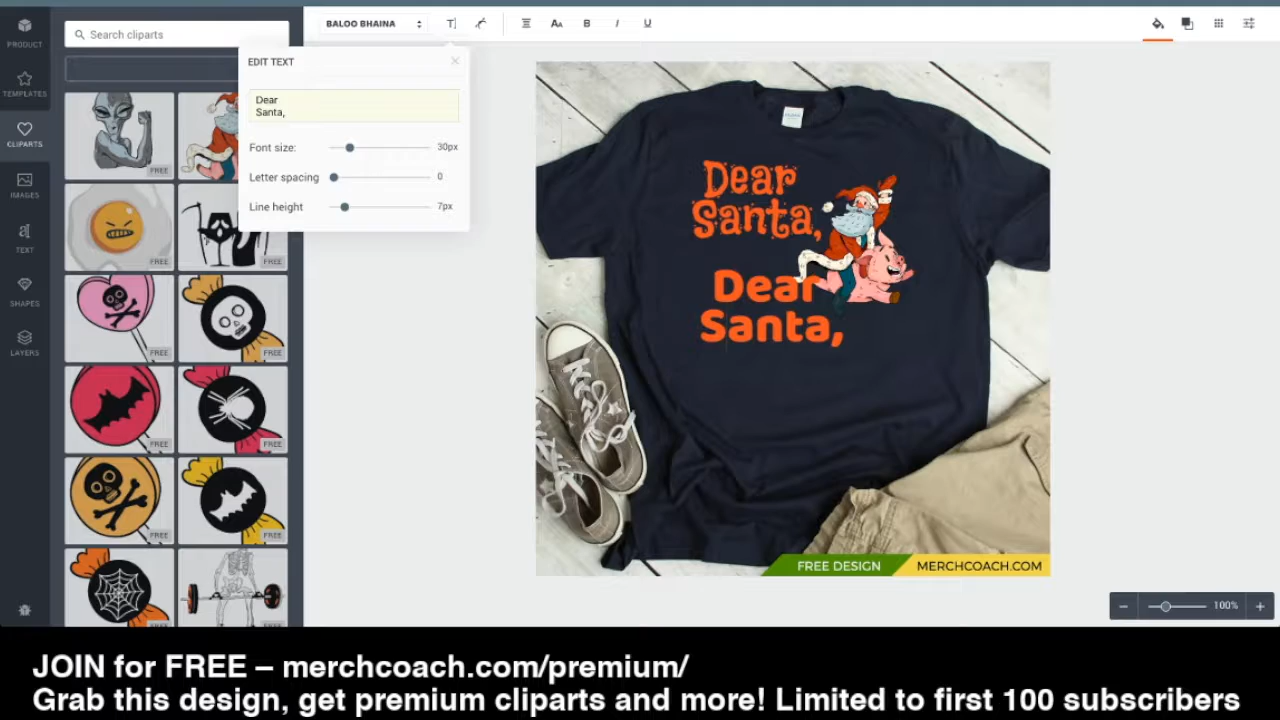 PRODUCT
TEMPLATES
CLIPARTS
IMAGES
TEXT
SHAPES
LAYERS
Search cliparts
FREE
FREE
FREE
FREE
FREE
FREE
FREE
FREE
FREE
BALOO BHAINA
T
AA
B
I
U
EDIT TEXT
Dear
Santa,
Font size: 30px
Letter spacing 0
Line height 7px
Dear
Santa,
Dear
Santa,
FREE DESIGN MERCHCOACH.COM
100%
JOIN for FREE – merchcoach.com/premium/
Grab this design, get premium cliparts and more! Limited to first 100 subscribers